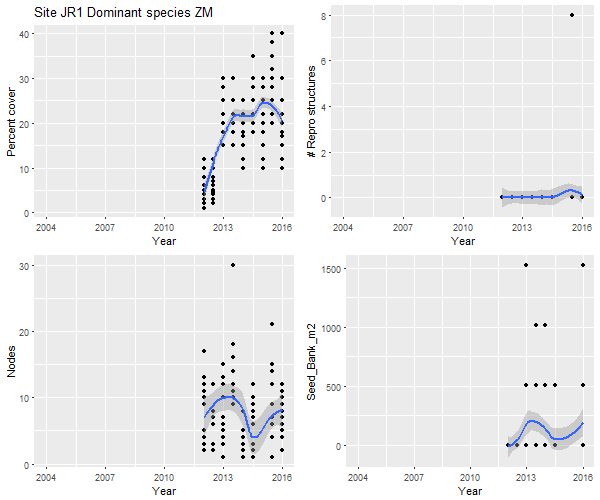 Site JR1 Dominant species ZM
Percent cover
40
30
20
10
0
2004 2007 2010 2013 2016
Year
# Repro structures
8
6
4
2
0
2004 2007 2010 2013 2016
Year
Nodes
30
20
10
0
2004 2007 2010 2013 2016
Year
Seed_Bank_m2
1500
1000
500
0
2004 2007 2010 2013 2016
Year